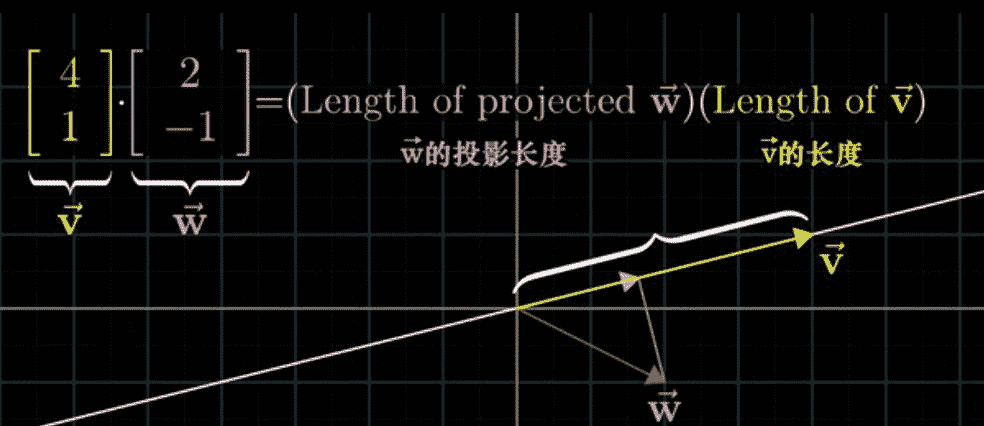 [4 1] · [2 −1] = (Length of projected w⃗)(Length of v⃗)
w⃗的投影长度 v⃗的长度
v⃗ w⃗
v⃗
w⃗